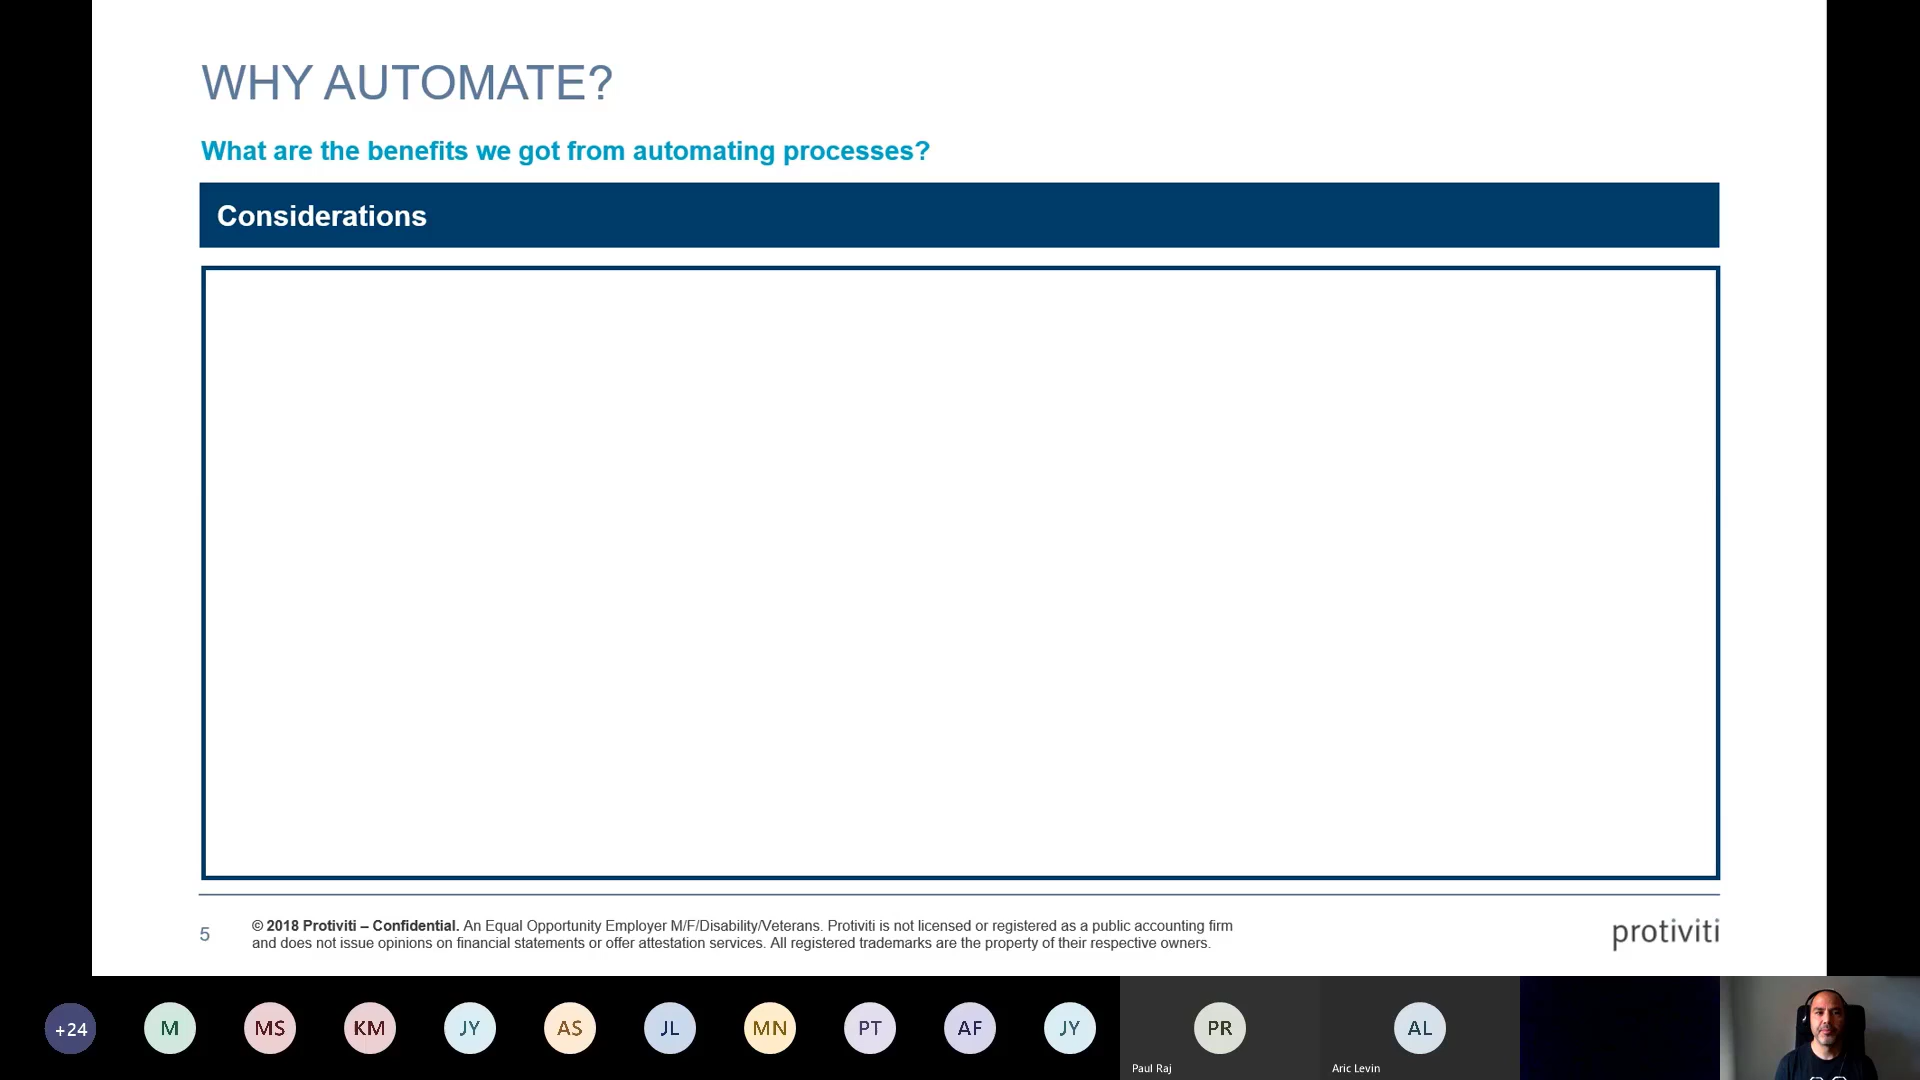 WHY AUTOMATE?
What are the benefits we got from automating processes?
Considerations
5
© 2018 Protiviti – Confidential. An Equal Opportunity Employer M/F/Disability/Veterans. Protiviti is not licensed or registered as a public accounting firm
and does not issue opinions on financial statements or offer attestation services. All registered trademarks are the property of their respective owners.
protiviti
+24
M
MS
KM
JY
AS
JL
MN
PT
AF
JY
PR
Paul Raj
AL
Aric Levin